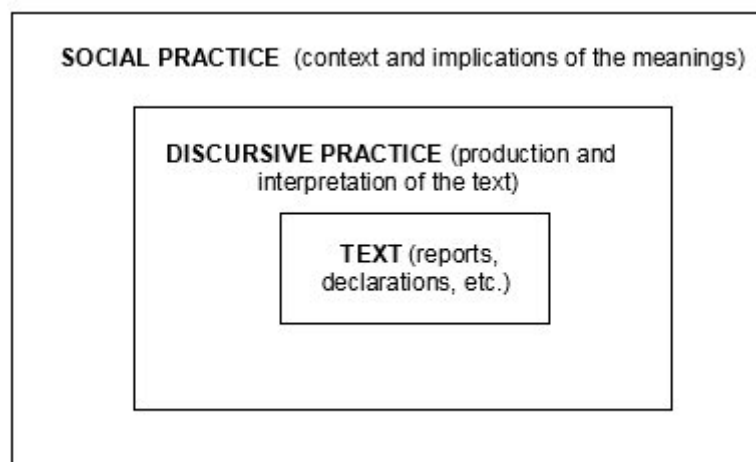 SOCIAL PRACTICE (context and implications of the meanings)
DISCURSIVE PRACTICE (production and
interpretation of the text)
TEXT (reports,
declarations, etc.)